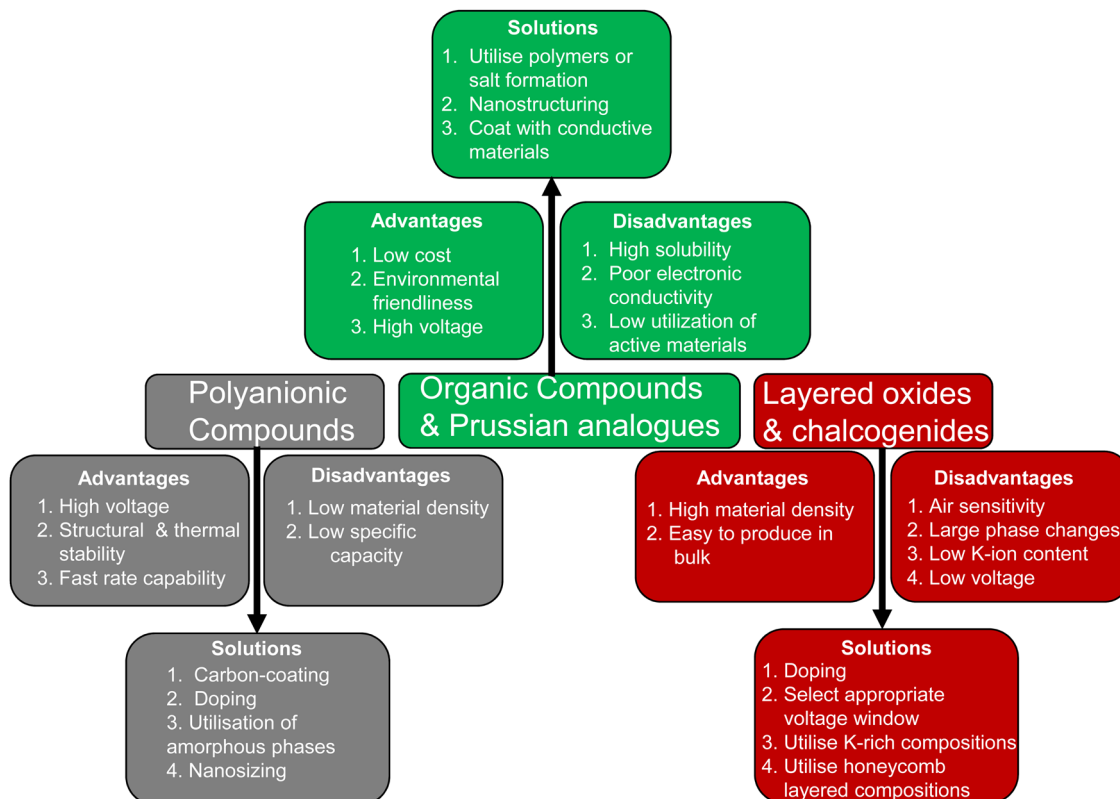 Solutions
1. Utilise polymers or
salt formation
2. Nanostructuring
3. Coat with conductive
materials
Advantages
1. Low cost
2. Environmental
friendliness
3. High voltage
Disadvantages
1. High solubility
2. Poor electronic
conductivity
3. Low utilization of
active materials
Polyanionic
Compounds
Organic Compounds
& Prussian analogues
Layered oxides
& chalcogenides
Advantages
1. High voltage
2. Structural & thermal
stability
3. Fast rate capability
Disadvantages
1. Low material density
2. Low specific
capacity
Advantages
1. High material density
2. Easy to produce in
bulk
Disadvantages
1. Air sensitivity
2. Large phase changes
3. Low K-ion content
4. Low voltage
Solutions
1. Carbon-coating
2. Doping
3. Utilisation of
amorphous phases
4. Nanosizing
Solutions
1. Doping
2. Select appropriate
voltage window
3. Utilise K-rich compositions
4. Utilise honeycomb
layered compositions